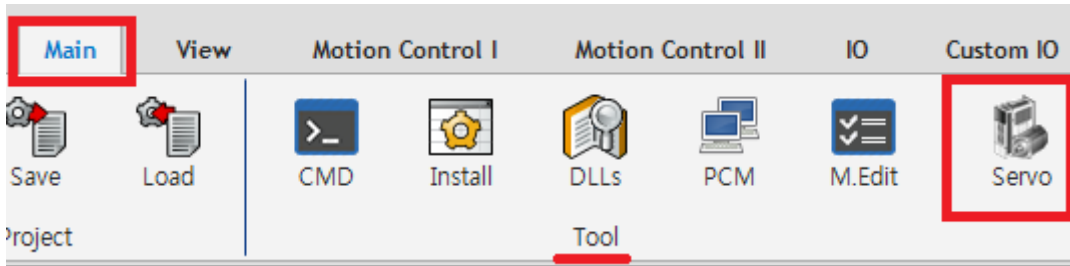 Main View Motion Control I Motion Control II IO Custom IO
Save Load CMD Install DLLs PCM M.Edit Servo
Project Tool